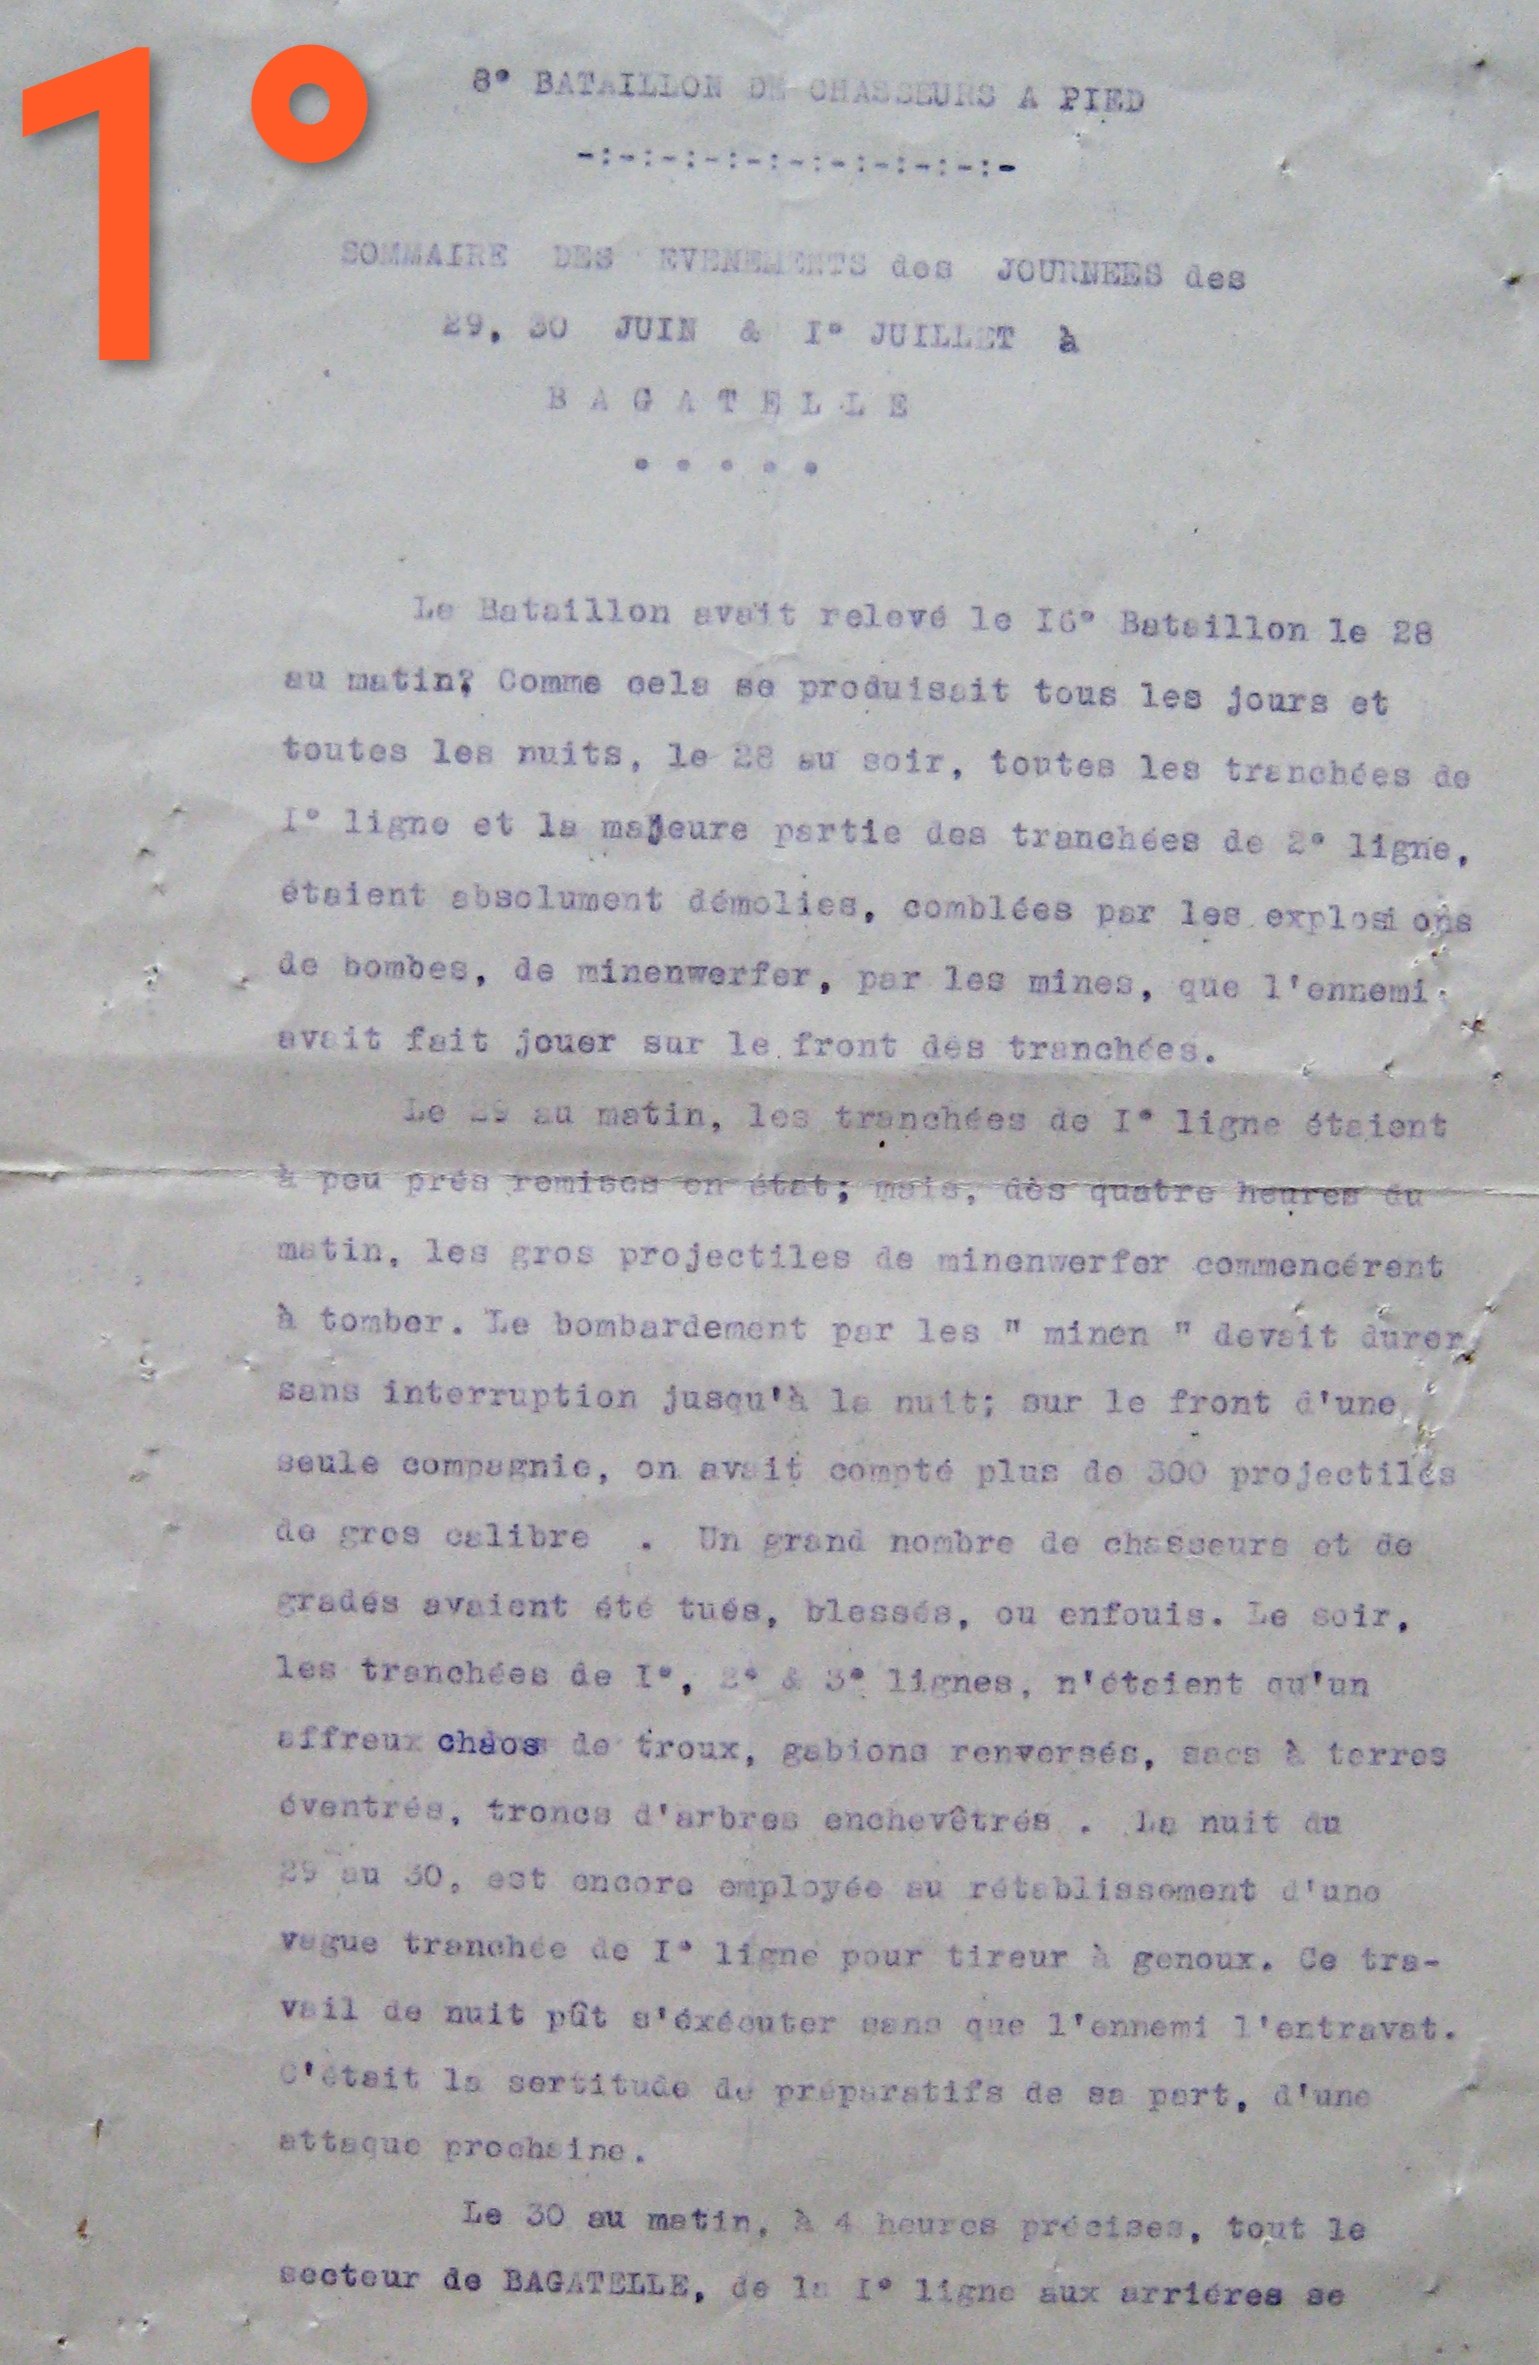 1°
8° BATAILLON DE CHASSEURS A PIED
-:-:-:-:-:-:-:-:-:-:-
SOMMAIRE DES EVENEMENTS des JOURNEES des
29, 30 JUIN & I° JUILLET à
B A G A T E L L E
. . . . .
Le Bataillon avait relevé le I6° Bataillon le 28
au matin? Comme cela se produisait tous les jours et
toutes les nuits, le 28 au soir, toutes les tranchées de
I° ligne et la majeure partie des tranchées de 2° ligne,
étaient absolument démolies, comblées par les explosions
de bombes, de minenwerfer, par les mines, que l'ennemi
avait fait jouer sur le front des tranchées.
Le 29 au matin, les tranchées de I° ligne étaient
à peu prés remises en état; mais, dès quatre heures du
matin, les gros projectiles de minenwerfer commencérent
à tomber. Le bombardement par les " minen " devait durer
sans interruption jusqu'à la nuit; sur le front d'une
seule compagnie, on avait compté plus de 300 projectiles
de gros calibre . Un grand nombre de chasseurs et de
gradés avaient été tués, blessés, ou enfouis. Le soir,
les tranchées de I°, 2° & 3° lignes, n'étaient qu'un
affreux chaos de troux, gabions renversés, sacs à terres
éventrés, troncs d'arbres enchevêtrés . La nuit du
29 au 30, est encore employée au rétablissement d'une
vague tranchée de I° ligne pour tireur à genoux. Ce tra-
vail de nuit pût s'éxécuter sans que l'ennemi l'entravat.
C'était la sertitude de préparatifs de sa part, d'une
attaque prochaine.
Le 30 au matin, à 4 heures précises, tout le
secteur de BAGATELLE, de la I° ligne aux arriéres se